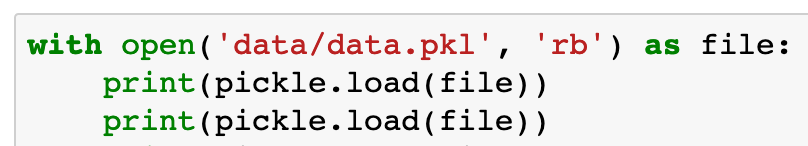 with open('data/data.pkl', 'rb') as file:
    print(pickle.load(file))
    print(pickle.load(file))